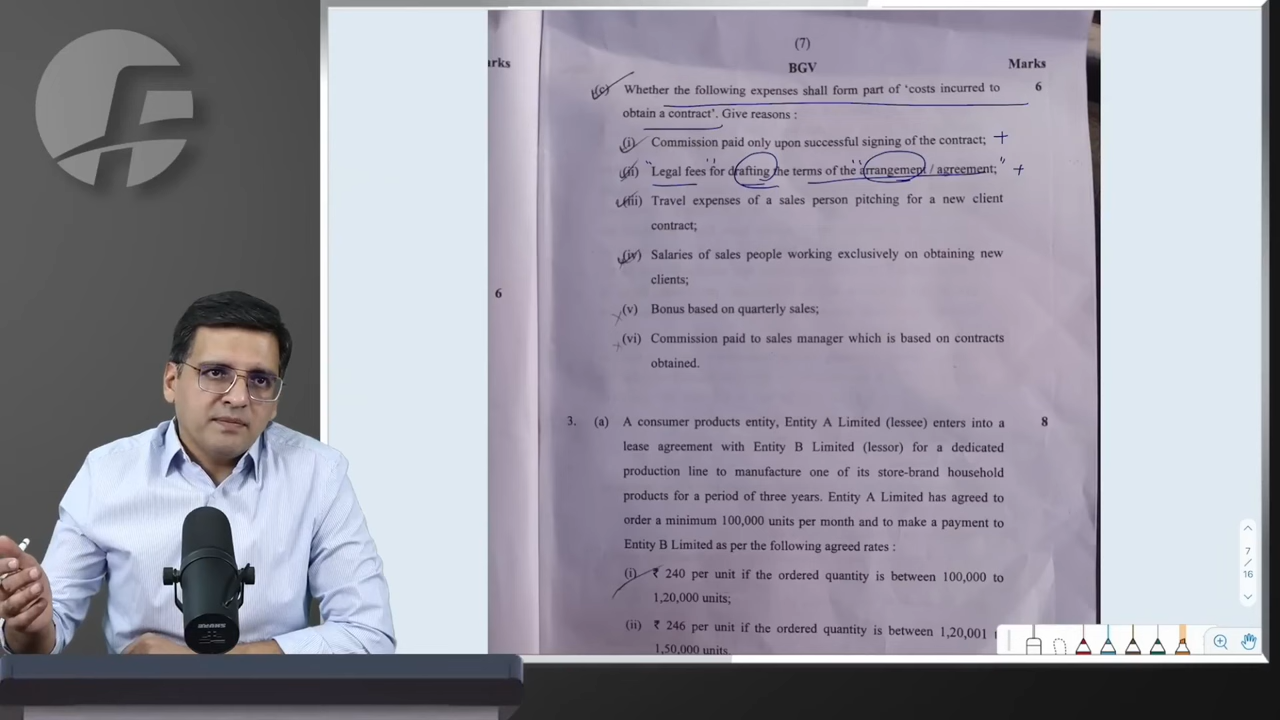 (7)
BGV
arks
Marks
(c) Whether the following expenses shall form part of 'costs incurred to 6
obtain a contract'. Give reasons :
(i) Commission paid only upon successful signing of the contract; +
(ii) "Legal fees" for drafting the terms of the "arrangement / agreement;" +
(iii) Travel expenses of a sales person pitching for a new client
contract;
(iv) Salaries of sales people working exclusively on obtaining new
clients;
6
(v) Bonus based on quarterly sales;
(vi) Commission paid to sales manager which is based on contracts
obtained.
3. (a) A consumer products entity, Entity A Limited (lessee) enters into a 8
lease agreement with Entity B Limited (lessor) for a dedicated
production line to manufacture one of its store-brand household
products for a period of three years. Entity A Limited has agreed to
order a minimum 100,000 units per month and to make a payment to
Entity B Limited as per the following agreed rates :
(i) ₹ 240 per unit if the ordered quantity is between 100,000 to
1,20,000 units;
(ii) ₹ 246 per unit if the ordered quantity is between 1,20,001
1,50,000 units
7
/
16